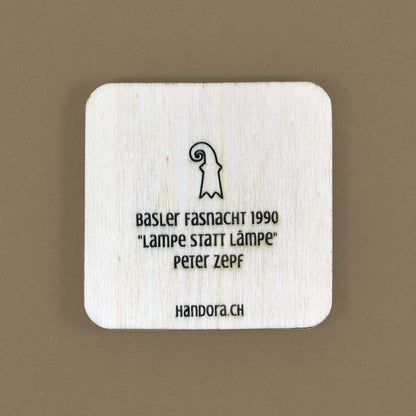 Basler Fasnacht 1990
"Lampe statt Lämpe"
Peter Zepf
Handora.ch